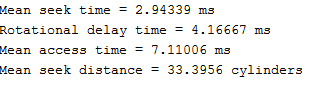 Mean seek time = 2.94339 ms
Rotational delay time = 4.16667 ms
Mean access time = 7.11006 ms
Mean seek distance = 33.3956 cylinders